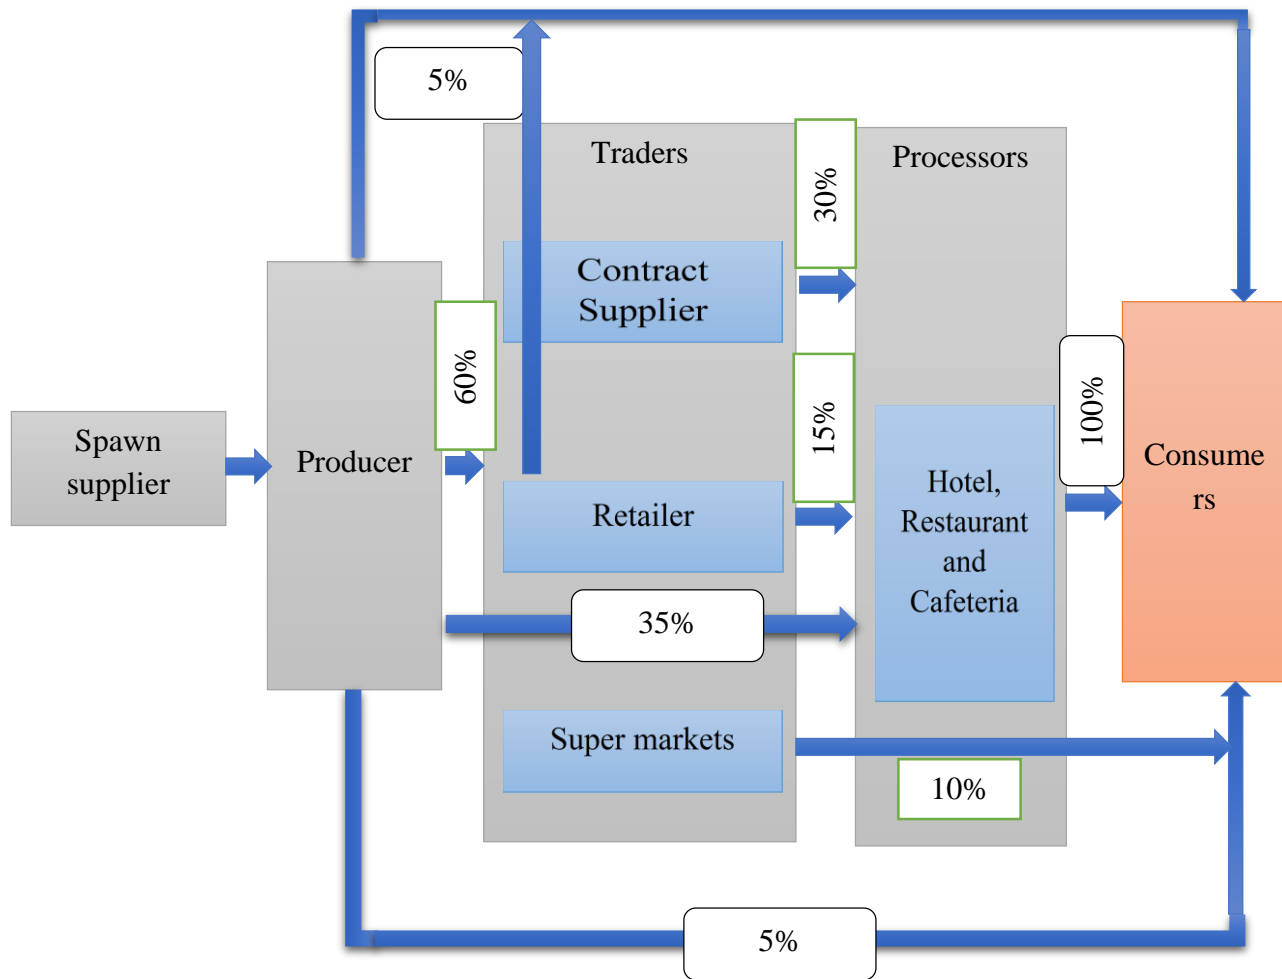 5%
Traders
Processors
30%
Contract
Supplier
60%
15%
100%
Spawn
supplier
Producer
Retailer
Hotel,
Restaurant
and
Cafeteria
Consume
rs
35%
Super markets
10%
5%